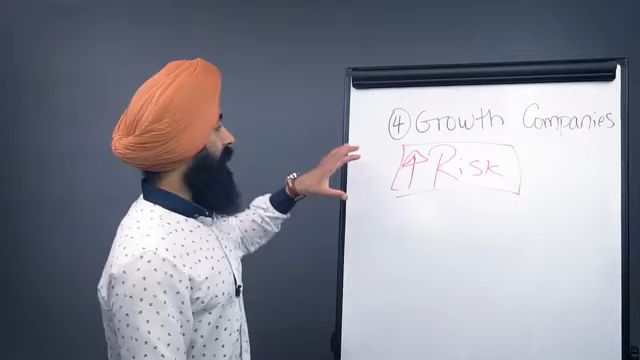 ④ Growth Companies
↑ Risk